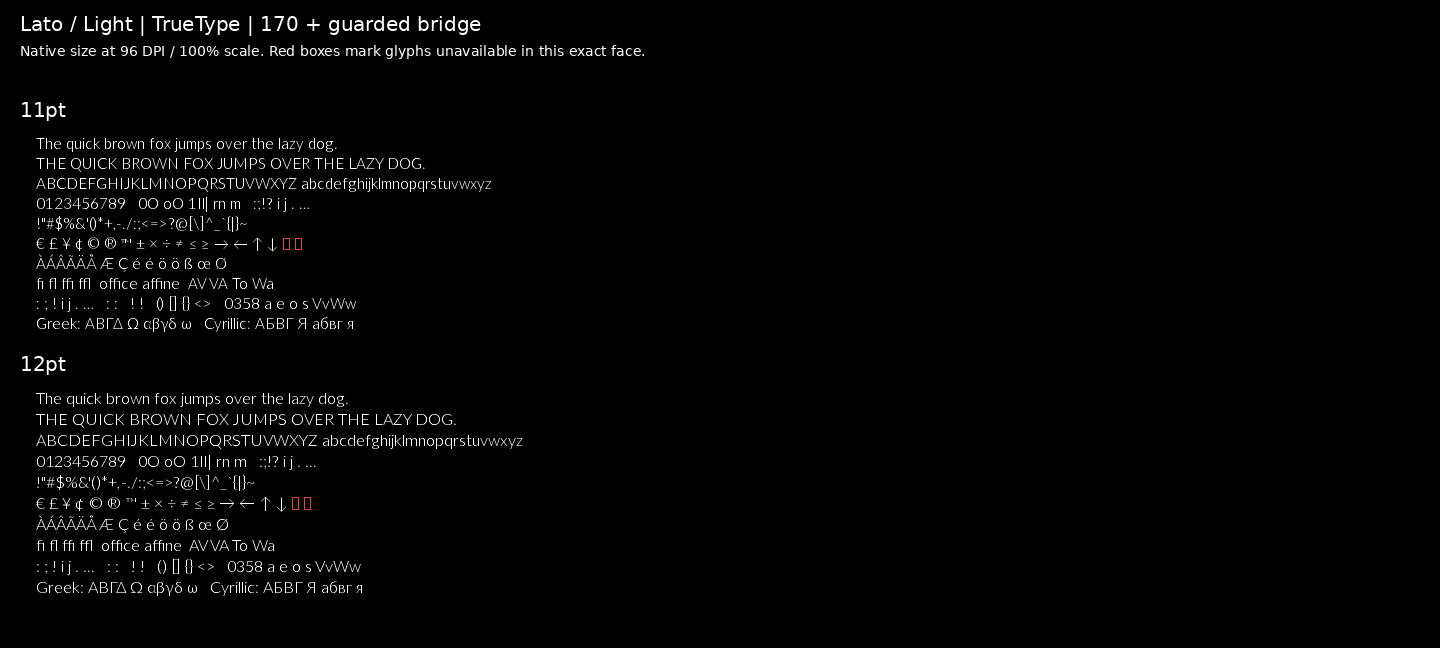 Lato / Light | TrueType | 170 + guarded bridge
Native size at 96 DPI / 100% scale. Red boxes mark glyphs unavailable in this exact face.
11pt
The quick brown fox jumps over the lazy dog.
THE QUICK BROWN FOX JUMPS OVER THE LAZY DOG.
ABCDEFGHIJKLMNOPQRSTUVWXYZ abcdefghijklmnopqrstuvwxyz
0123456789 0O oO 1Il| rn m :;!? i j . …
!"#$%&'()*+,-./:;<=>?@[\]^_`{|}~
€ £ ¥ ¢ © ® ™ ± × ÷ ≠ ≤ ≥ → ← ↑ ↓
ÀÁÂÃÄÅ Æ Ç é é ö ö ß œ Ø
fi fl ffi ffl office affine AV VA To Wa
: ; ! i j . … : : ! ! () [] {} <> 0358 a e o s VvWw
Greek: ΑΒΓΔ Ω αβγδ ω Cyrillic: АБВГ Я абвг я
12pt
The quick brown fox jumps over the lazy dog.
THE QUICK BROWN FOX JUMPS OVER THE LAZY DOG.
ABCDEFGHIJKLMNOPQRSTUVWXYZ abcdefghijklmnopqrstuvwxyz
0123456789 0O oO 1Il| rn m :;!? i j . …
!"#$%&'()*+,-./:;<=>?@[\]^_`{|}~
€ £ ¥ ¢ © ® ™ ± × ÷ ≠ ≤ ≥ → ← ↑ ↓
ÀÁÂÃÄÅ Æ Ç é é ö ö ß œ Ø
fi fl ffi ffl office affine AV VA To Wa
: ; ! i j . … : : ! ! () [] {} <> 0358 a e o s VvWw
Greek: ΑΒΓΔ Ω αβγδ ω Cyrillic: АБВГ Я абвг я